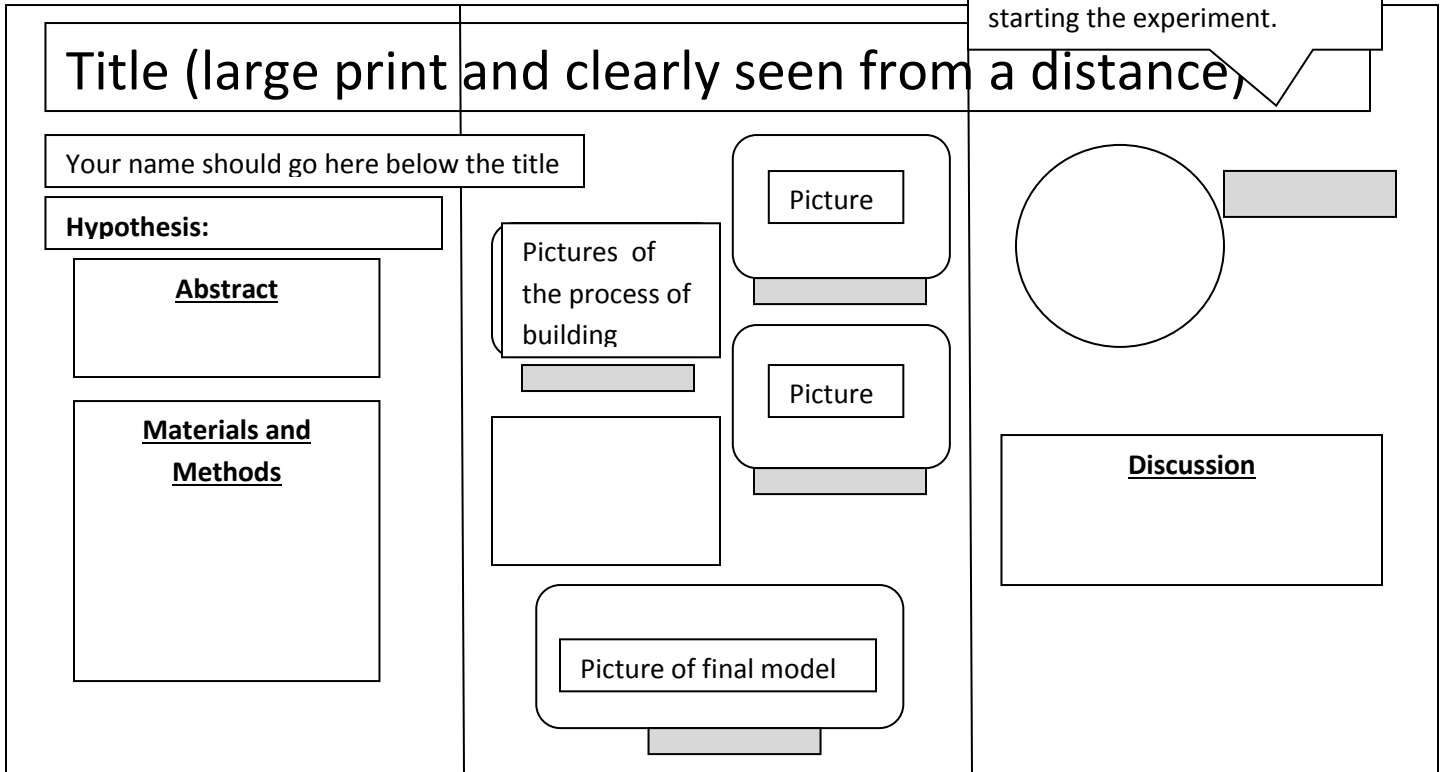 starting the experiment.
Title (large print and clearly seen from a distance)
Your name should go here below the title
Hypothesis:
Abstract
Materials and
Methods
Pictures of
the process of
building
Picture
Picture
Picture of final model
Discussion